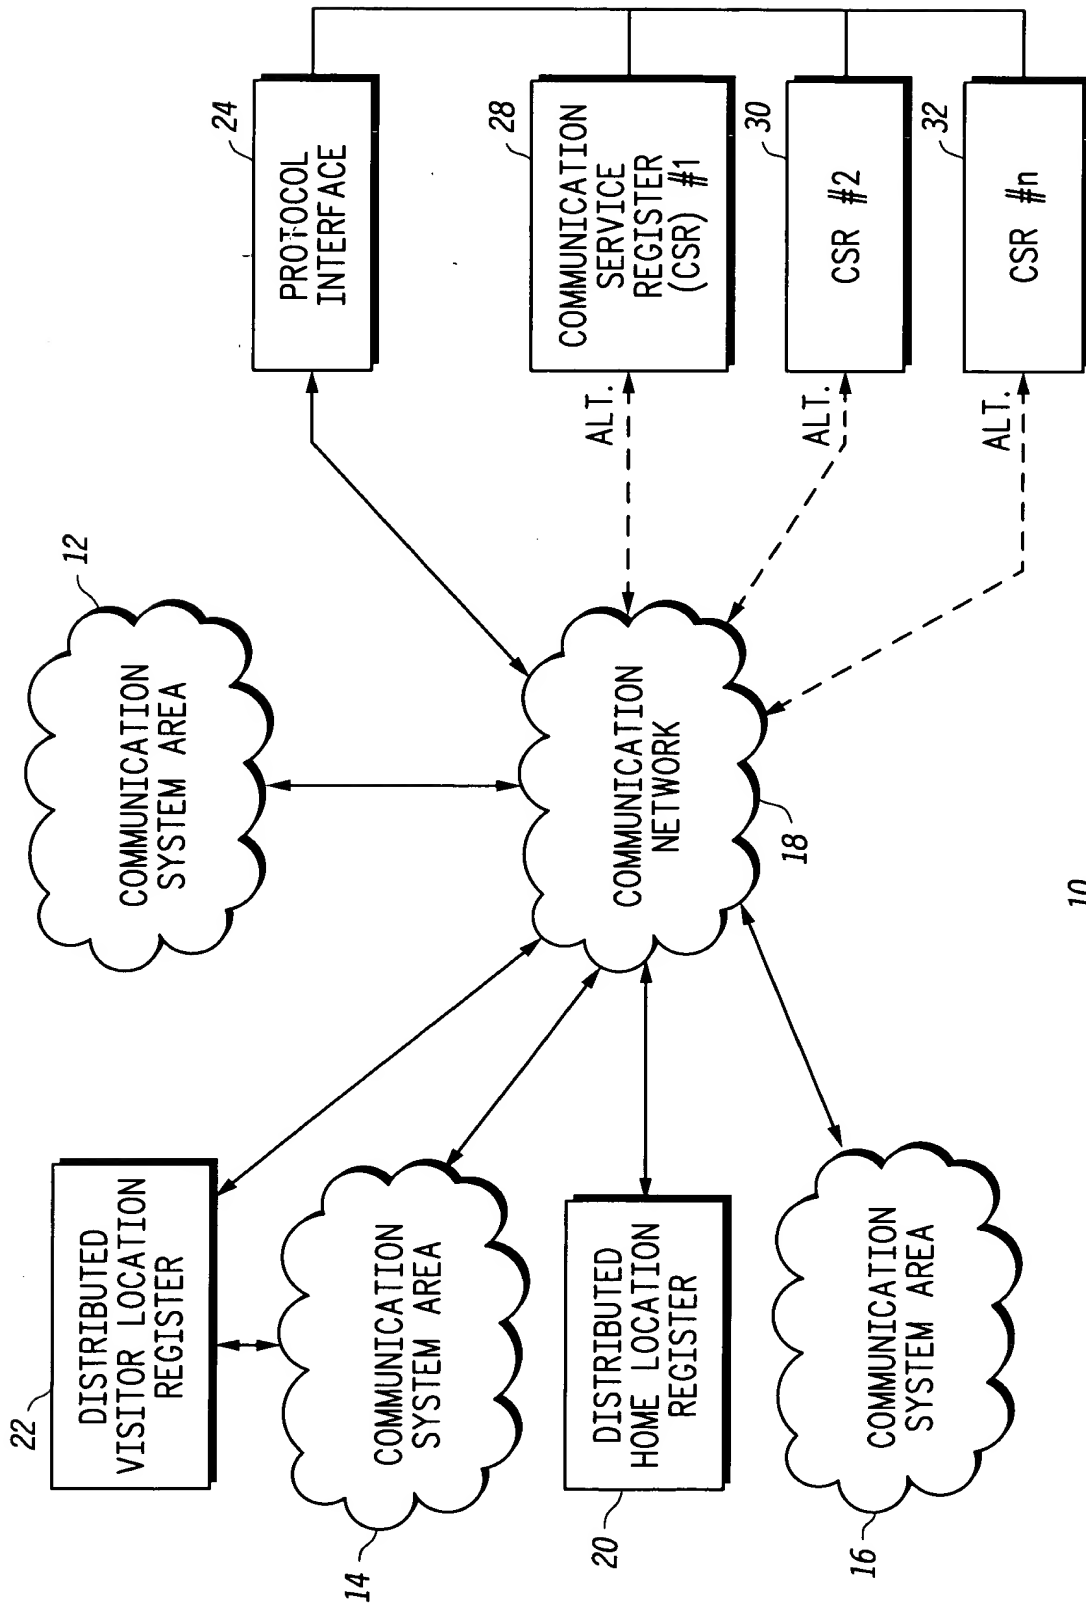 22
DISTRIBUTED
VISITOR LOCATION
REGISTER
12
COMMUNICATION
SYSTEM AREA
24
PROTOCOL
INTERFACE
14
COMMUNICATION
SYSTEM AREA
28
COMMUNICATION
SERVICE
REGISTER
(CSR) #1
ALT.
COMMUNICATION
NETWORK
18
20
DISTRIBUTED
HOME LOCATION
REGISTER
30
CSR #2
ALT.
16
COMMUNICATION
SYSTEM AREA
32
CSR #n
ALT.
10